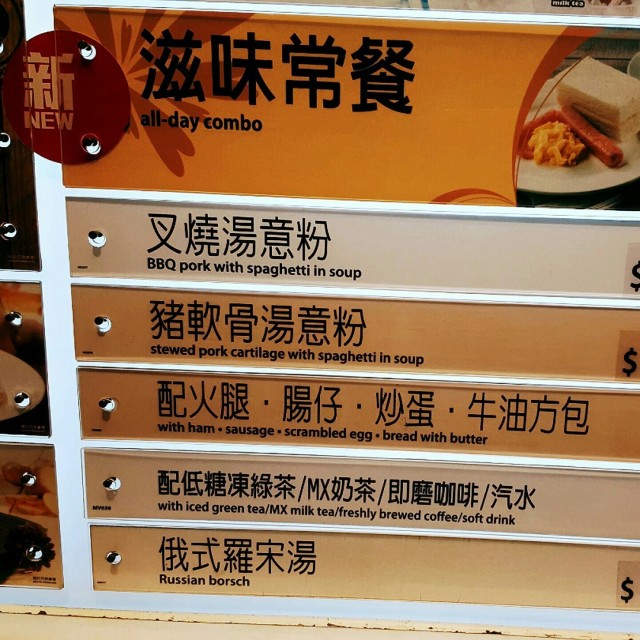 milk tea
新
NEW
滋味常餐
all-day combo
叉燒湯意粉
BBQ pork with spaghetti in soup
$
豬軟骨湯意粉
stewed pork cartilage with spaghetti in soup
$
配火腿・腸仔・炒蛋・牛油方包
with ham • sausage • scrambled egg • bread with butter
配低糖凍綠茶/MX奶茶/即磨咖啡/汽水
with iced green tea/MX milk tea/freshly brewed coffee/soft drink
俄式羅宋湯
Russian borsch
$